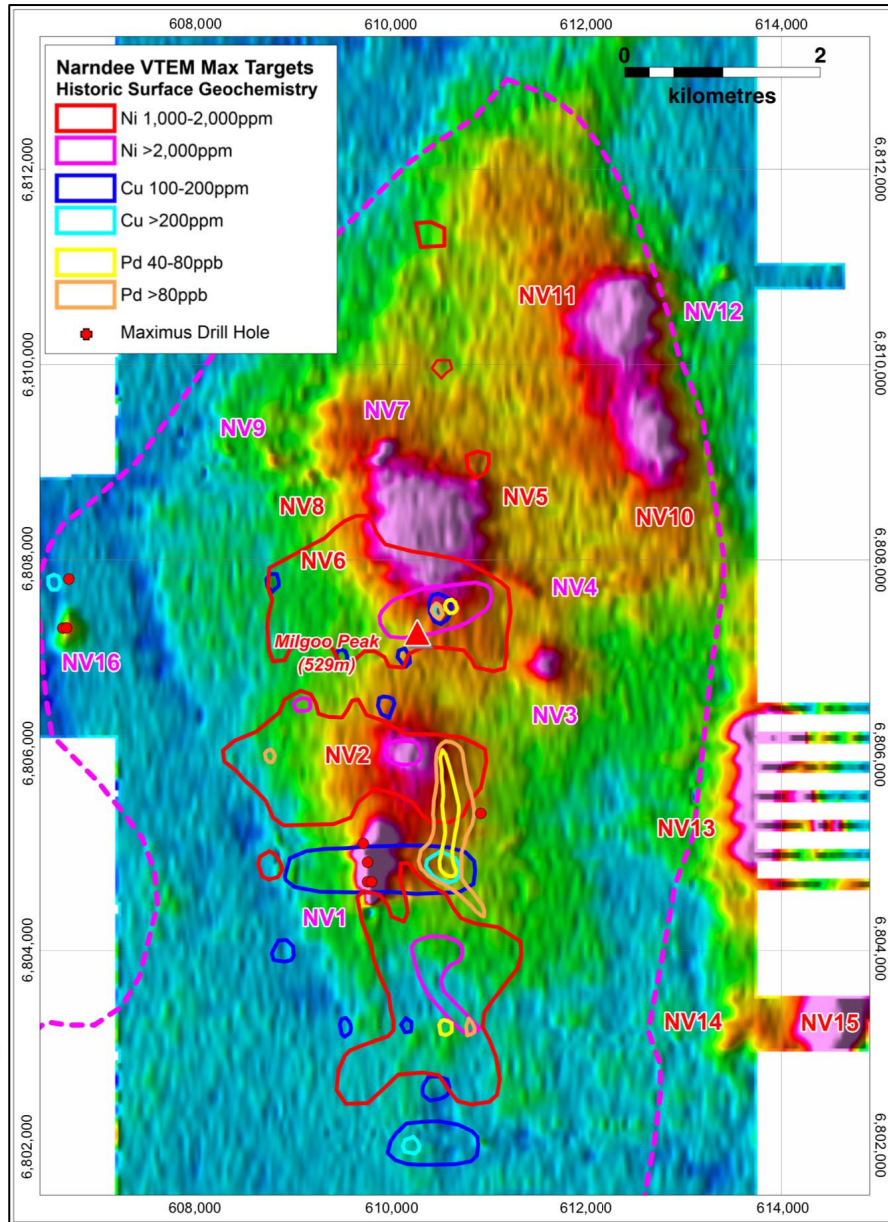 608,000
610,000
612,000
614,000
Narndee VTEM Max Targets
Historic Surface Geochemistry
Ni 1,000-2,000ppm
Ni >2,000ppm
Cu 100-200ppm
Cu >200ppm
Pd 40-80ppb
Pd >80ppb
Maximus Drill Hole
0
2
kilometres
6,812,000
6,812,000
NV11
NV12
6,810,000
6,810,000
NV7
NV9
NV8
NV5
NV10
6,808,000
6,808,000
NV6
NV4
Milgoo Peak
(529m)
NV16
NV3
6,806,000
6,806,000
NV2
NV13
NV1
6,804,000
6,804,000
NV14
NV15
6,802,000
6,802,000
608,000
610,000
612,000
614,000